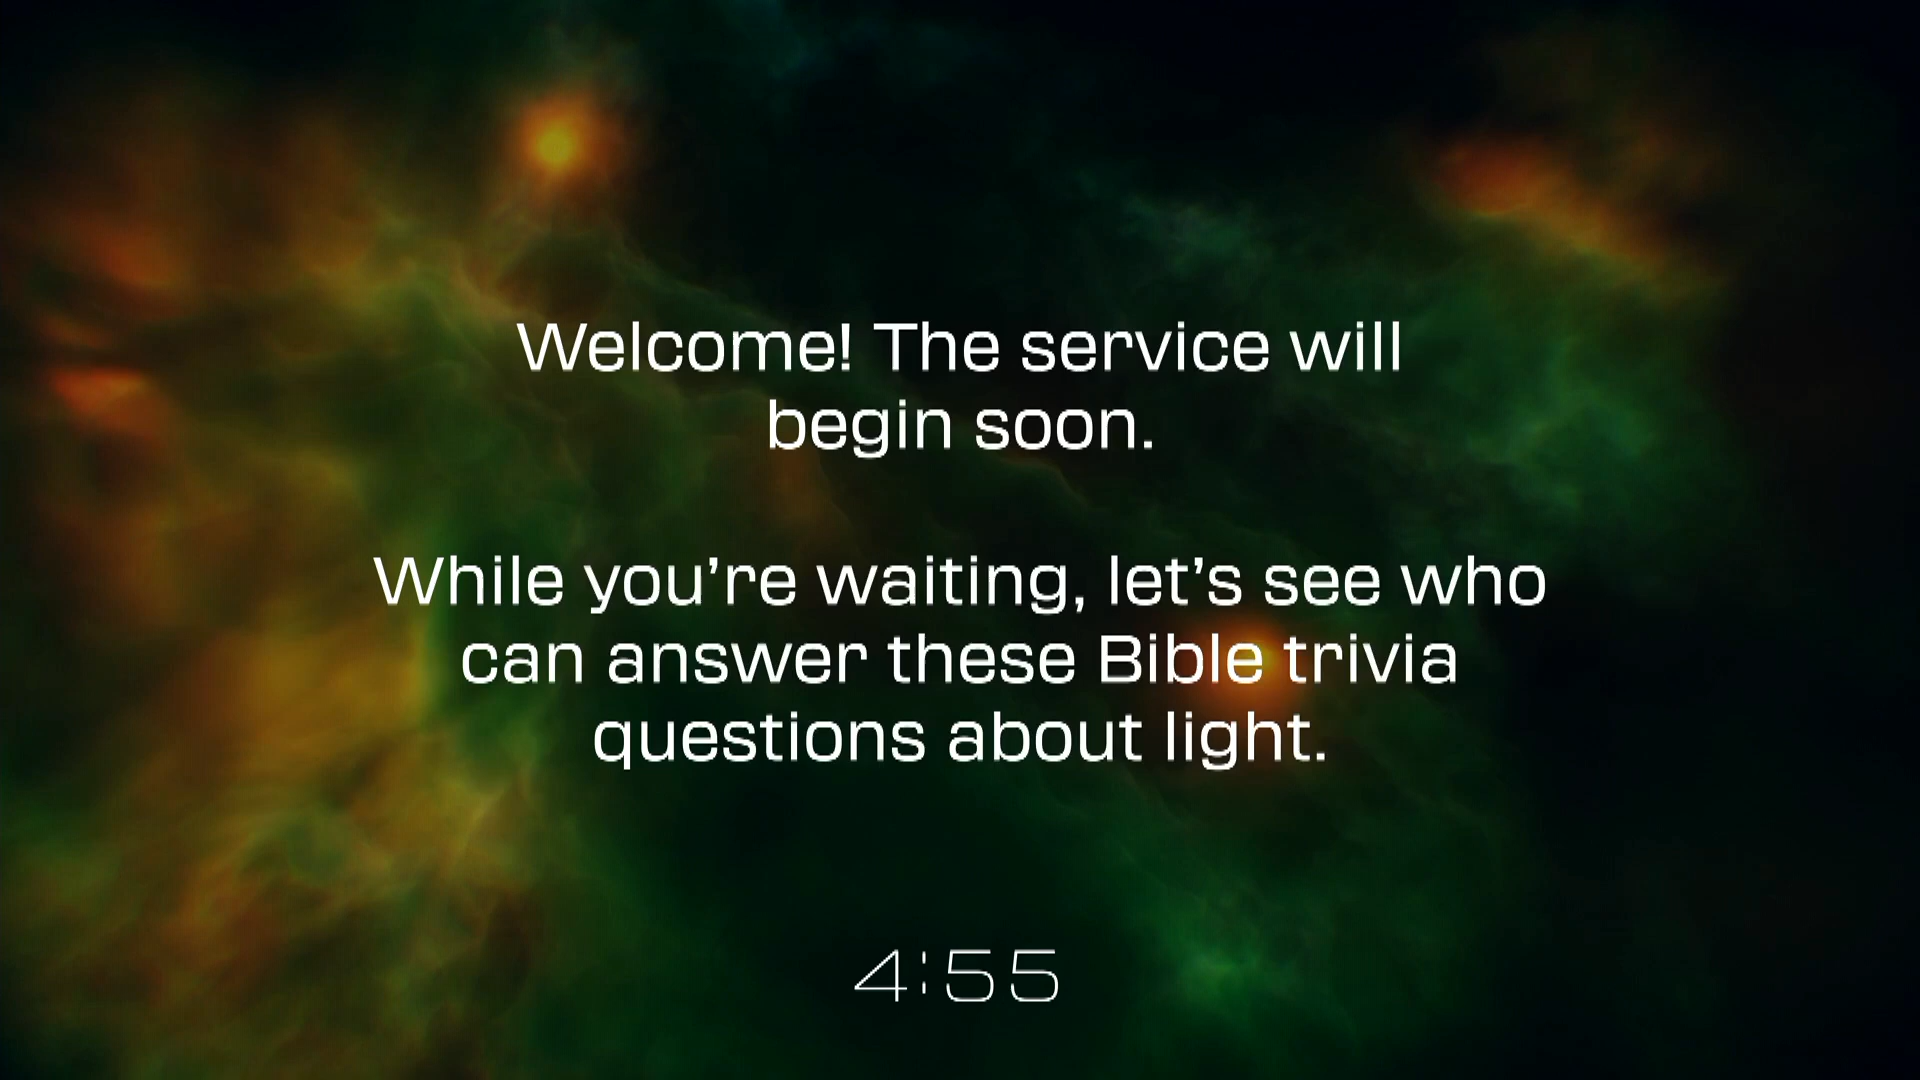 Welcome! The service will
begin soon.
While you’re waiting, let’s see who
can answer these Bible trivia
questions about light.
4:55